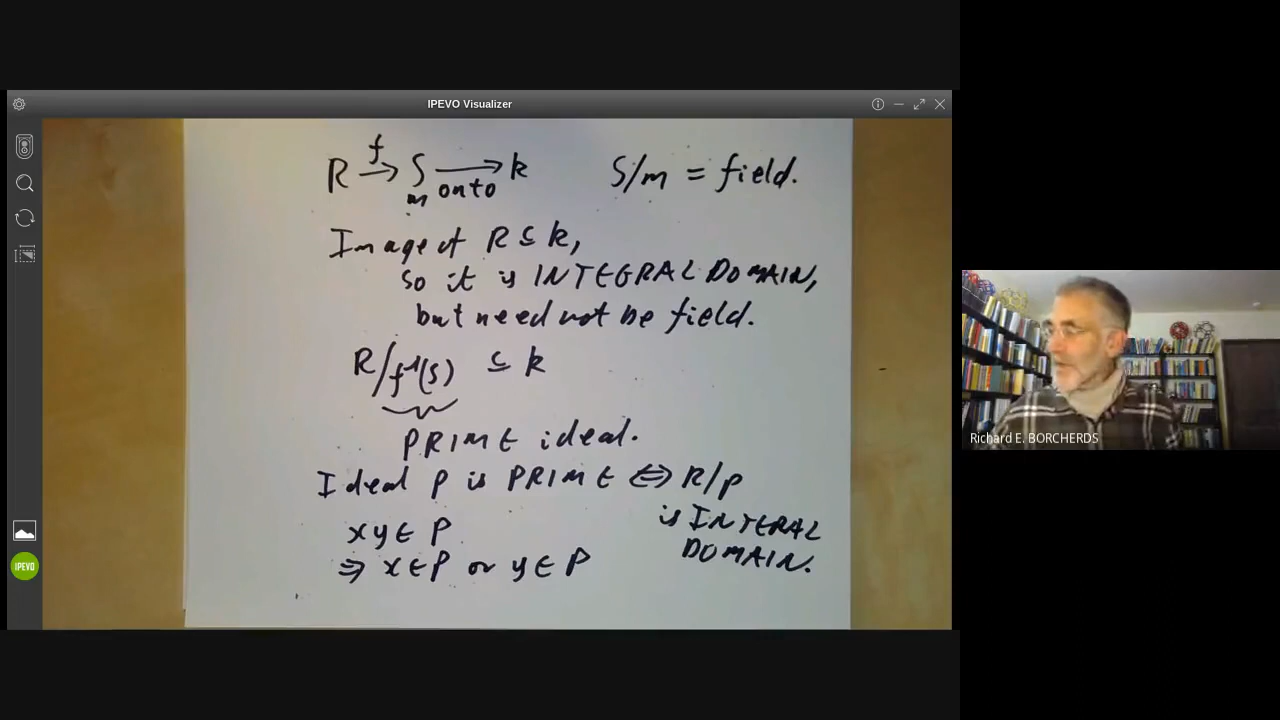 IPEVO Visualizer
R →f S → onto k S/m = field.
m
Image of R ⊆ k,
so it is INTEGRAL DOMAIN,
but need not be field.
R/f⁻¹(S) ⊆ k
PRIME ideal.
Ideal P is PRIME ⇔ R/P
is INTERAL
DOMAIN.
xy ∈ P
⇒ x ∈ P or y ∈ P
IPEVO
Richard E. BORCHERDS